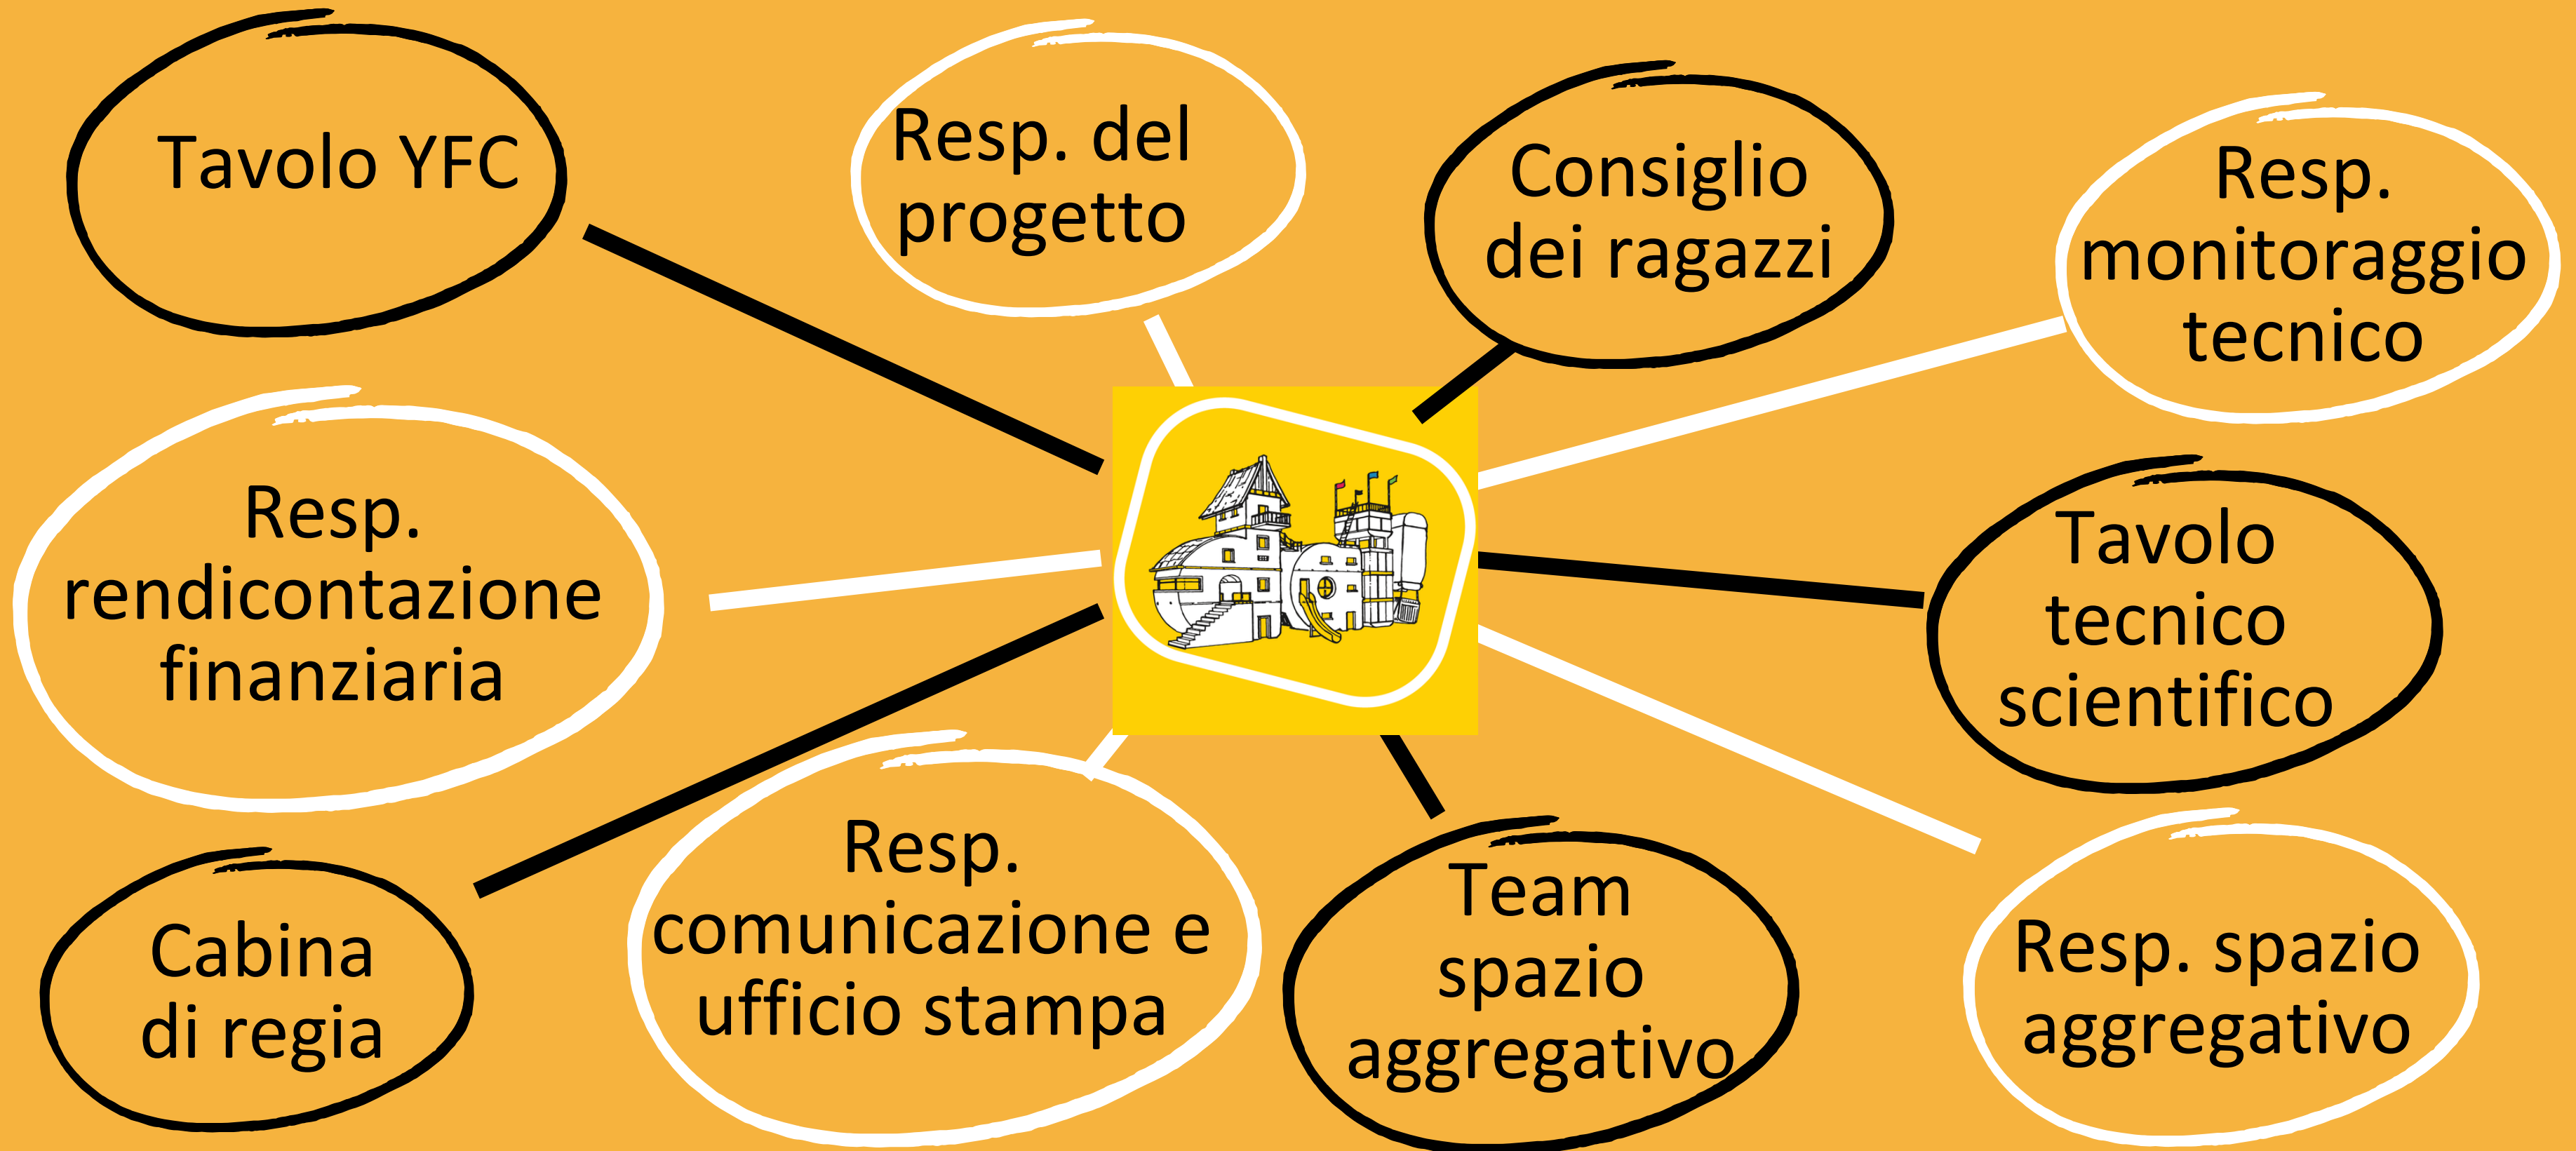 Tavolo YFC
Resp. del
progetto
Consiglio
dei ragazzi
Resp.
monitoraggio
tecnico
Resp.
rendicontazione
finanziaria
Tavolo
tecnico
scientifico
Cabina
di regia
Resp.
comunicazione e
ufficio stampa
Team
spazio
aggregativo
Resp. spazio
aggregativo